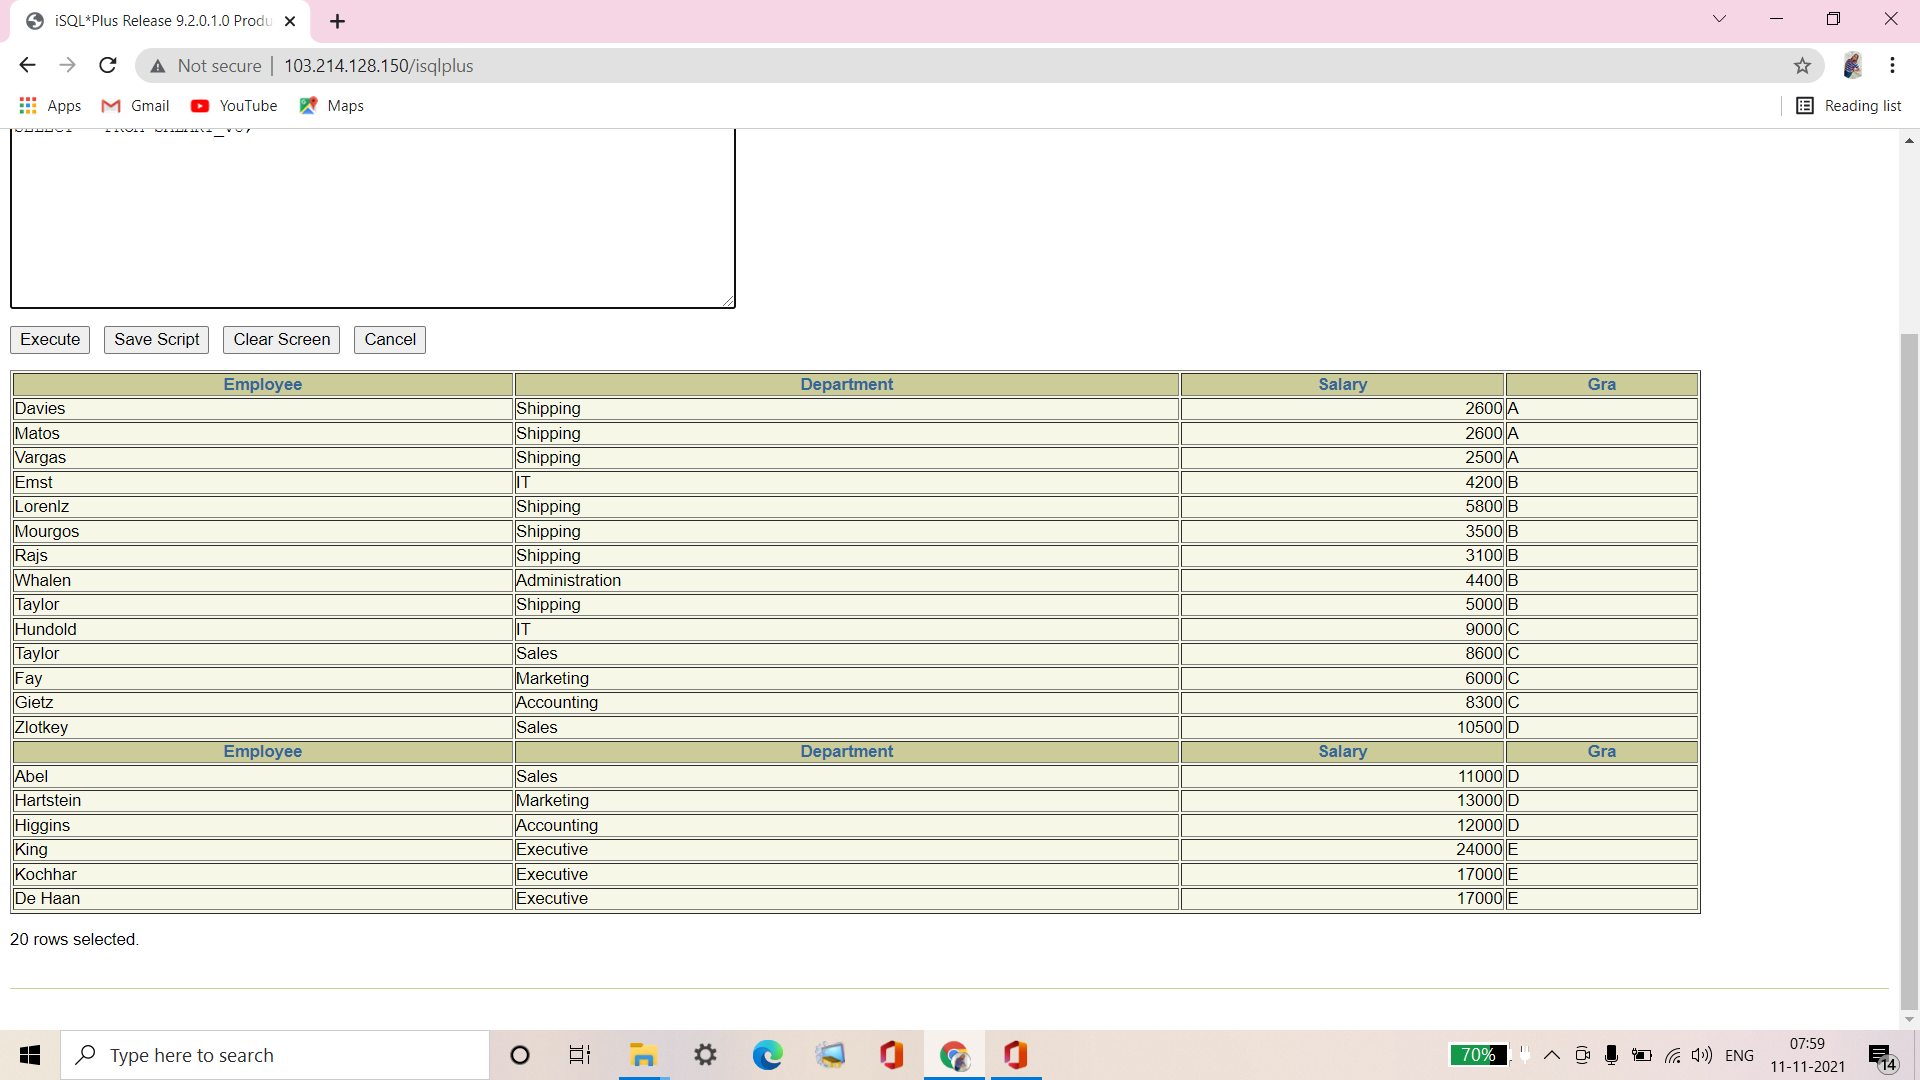 iSQL*Plus Release 9.2.0.1.0 Produ
Not secure | 103.214.128.150/isqlplus
Apps Gmail YouTube Maps Reading list
Execute Save Script Clear Screen Cancel
Employee Department Salary Gra
Davies Shipping 2600 A
Matos Shipping 2600 A
Vargas Shipping 2500 A
Ernst IT 4200 B
Lorenlz Shipping 5800 B
Mourgos Shipping 3500 B
Rajs Shipping 3100 B
Whalen Administration 4400 B
Taylor Shipping 5000 B
Hundold IT 9000 C
Taylor Sales 8600 C
Fay Marketing 6000 C
Gietz Accounting 8300 C
Zlotkey Sales 10500 D
Employee Department Salary Gra
Abel Sales 11000 D
Hartstein Marketing 13000 D
Higgins Accounting 12000 D
King Executive 24000 E
Kochhar Executive 17000 E
De Haan Executive 17000 E
20 rows selected.
Type here to search
70%
ENG
07:59
11-11-2021
14